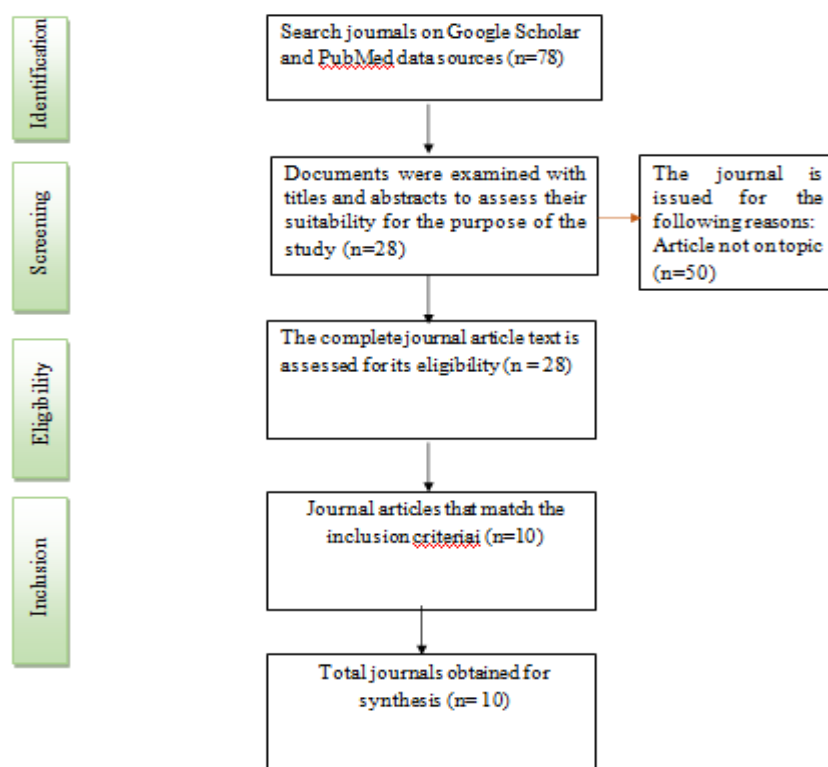 Identification
Search journals on Google Scholar
and PubMed data sources (n=78)
Screening
Documents were examined with
titles and abstracts to assess their
suitability for the purpose of the
study (n=28)
The journal is
issued for the
following reasons:
Article not on topic
(n=50)
Eligibility
The complete journal article text is
assessed for its eligibility (n = 28)
Inclusion
Journal articles that match the
inclusion criteriai (n=10)
Total journals obtained for
synthesis (n= 10)